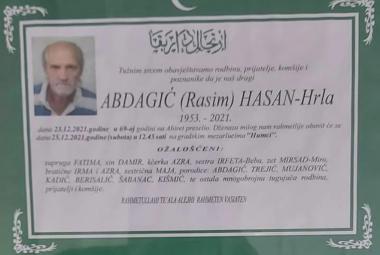 Tužnim srcem obavještavamo rodbinu, prijatelje, komšije i
poznanike da je naš dragi
ABDAGIĆ (Rasim) HASAN-Hrla
1953. - 2021.
dana 23.12.2021.godine u 69-oj godini na Ahiret preselio. Dženaza milog nam rahmetlije obavit će se
dana 25.12.2021.godine (subota) u 12.45 sati na gradskim mezarlucima "Humci".
OŽALOŠĆENI:
supruga FATIMA, sin DAMIR, kćerka AZRA, sestra IRFETA-Beba, zet MIRSAD-Miro,
bratične IRMA i AZRA, sestrična MAJA, porodice: ABDAGIĆ, TREJIĆ, MUJANOVIĆ,
KADIĆ, BERISALIĆ, ŠABANAC, KIŠMIĆ, te ostala mnogobrojna tugujuća rodbina,
prijatelji i komšije.
RAHMETULLAHI TE'ALA ALEJHI RAHMETEN VASIATEN